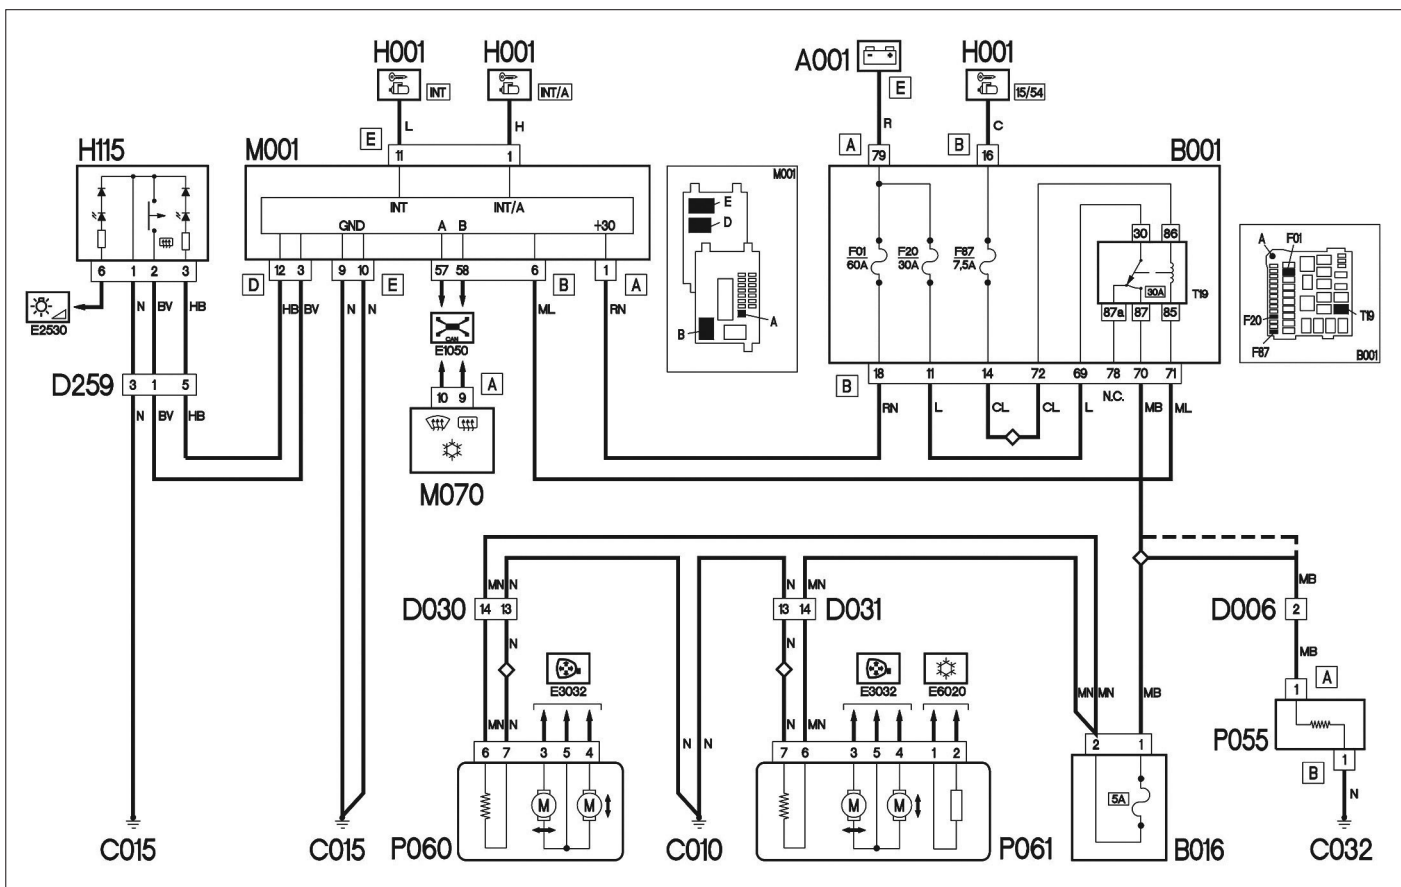 H001 H001 A001 H001
INT INT/A E 15/54
L H R C
E A B
H115 M001 11 1 79 16 B001
M001
INT INT/A E
D
GND A B +30
30 86
F01 60A F20 30A F87 7,5A
30A T19
87a 87 85
A F01
F20 T19
F87 B001
B A
6 1 2 3 D 12 3 9 10 E 57 58 6 B 1 A
N BV HB HB BV N N ML RN
E2530
CAN
E1050
B 18 11 14 72 69 78 70 71
N.C.
RN L CL CL L MB ML
D259 3 1 5
N BV HB
10 9 A
M070
MN N N MN MB
D030 14 13 13 14 D031 D006 2
N N MB
E3032 E3032 E6020
MN N N MN MN MN MB
A 1
6 7 3 5 4 N N 7 6 3 5 4 1 2 2 1
P055
B 1
M M M M 5A N
C015 C015 P060 C010 P061 B016 C032